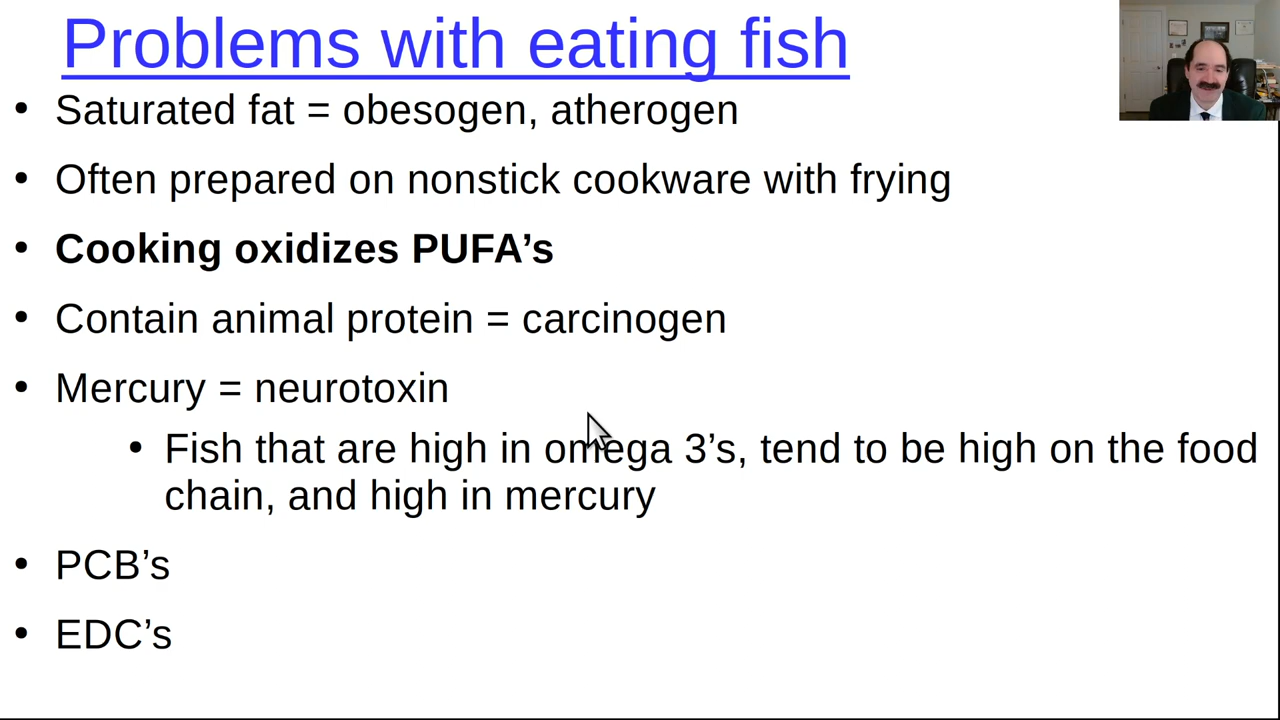 Problems with eating fish
• Saturated fat = obesogen, atherogen
• Often prepared on nonstick cookware with frying
• Cooking oxidizes PUFA’s
• Contain animal protein = carcinogen
• Mercury = neurotoxin
• Fish that are high in omega 3’s, tend to be high on the food
chain, and high in mercury
• PCB’s
• EDC’s